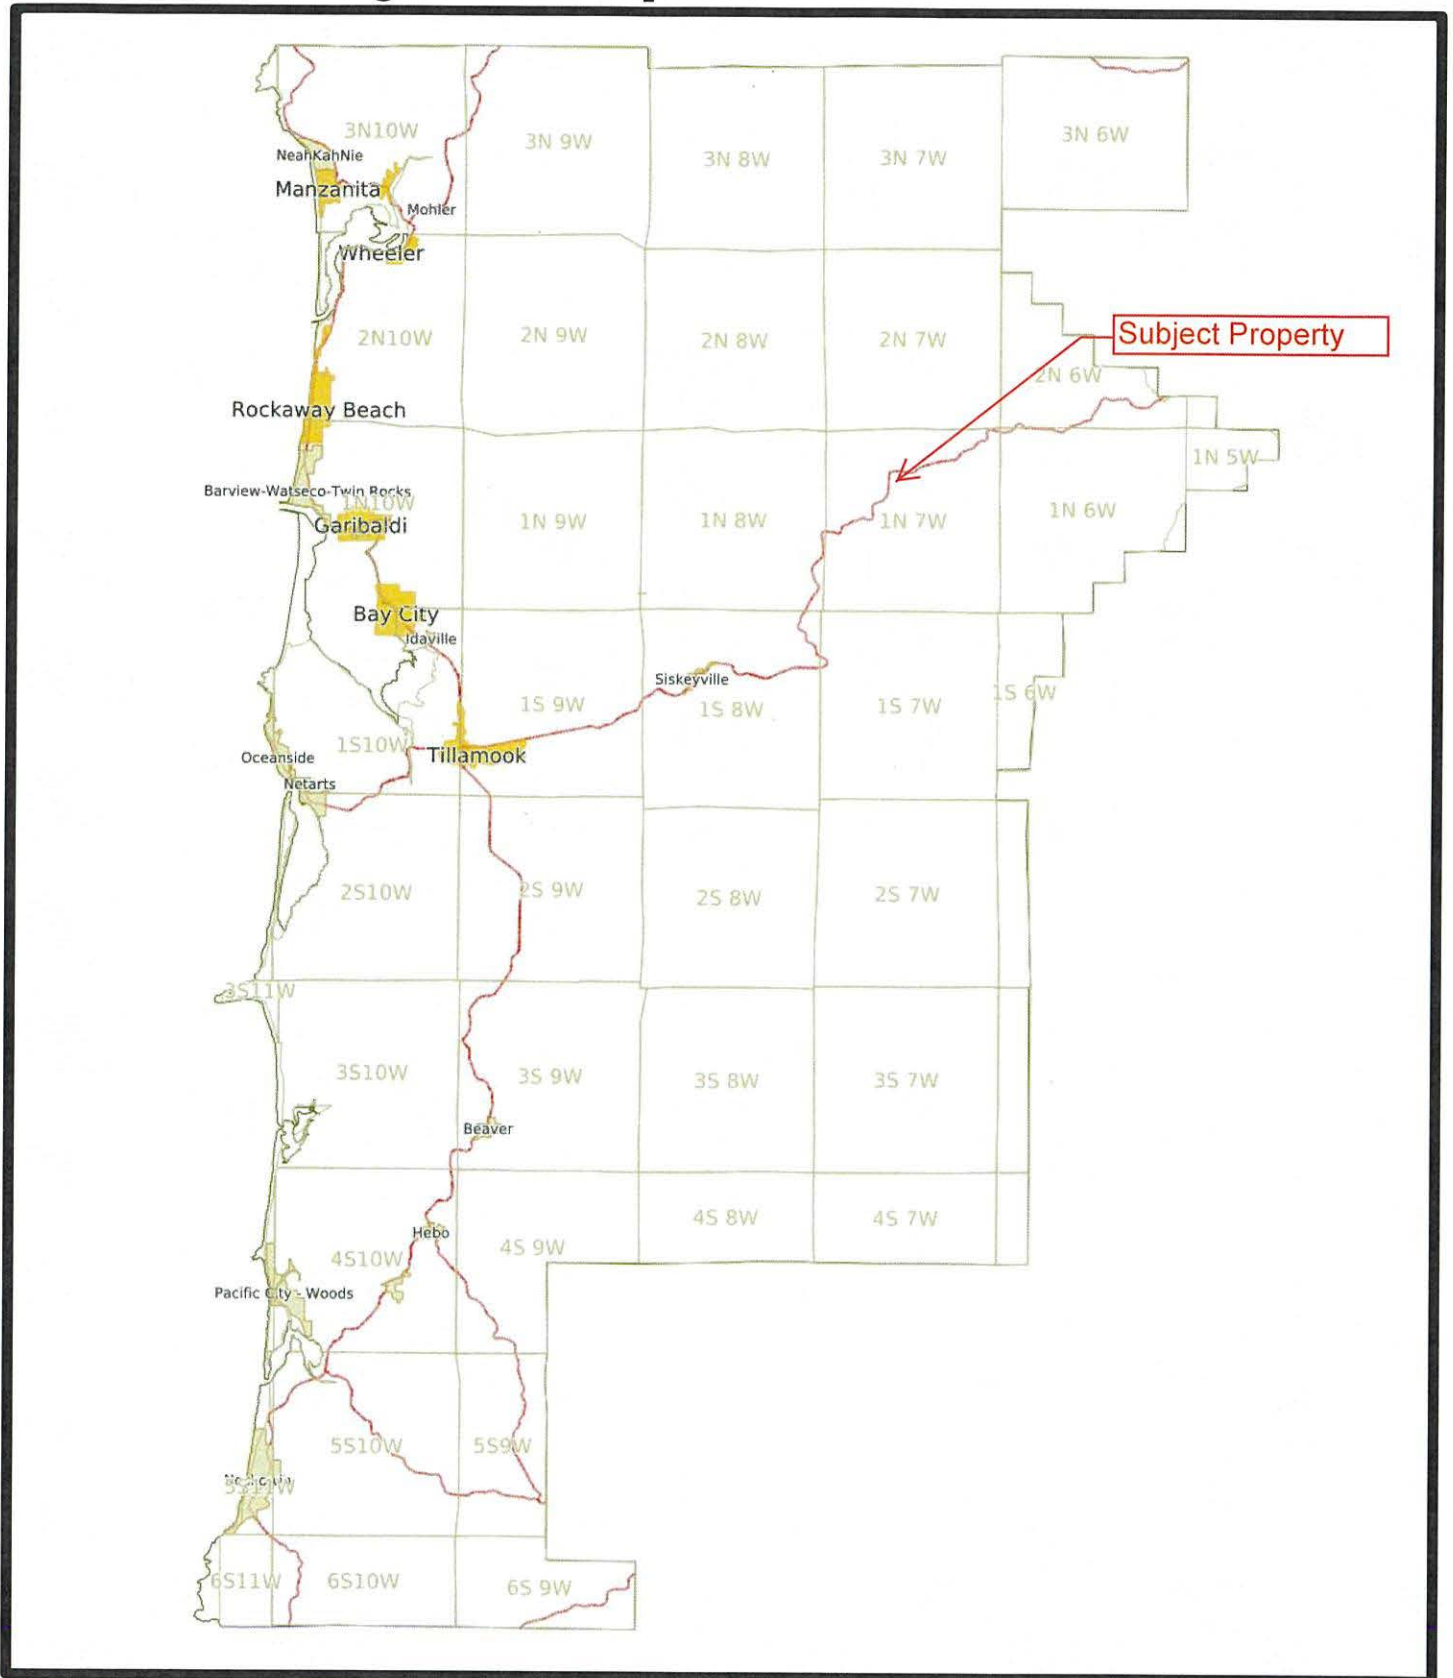 3N10W
3N 9W
3N 8W
3N 7W
3N 6W
NeahKahNie
Manzanita
Mohler
Wheeler
2N10W
2N 9W
2N 8W
2N 7W
Subject Property
2N 6W
Rockaway Beach
1N 5W
Barview-Watseco-Twin Rocks
1N10W
Garibaldi
1N 9W
1N 8W
1N 7W
1N 6W
Bay City
Idaville
Siskeyville
1S 9W
1S 8W
1S 7W
1S 6W
1S10W
Tillamook
Oceanside
Netarts
2S10W
2S 9W
2S 8W
2S 7W
3S11W
3S10W
3S 9W
3S 8W
3S 7W
Beaver
4S 8W
4S 7W
Hebo
4S10W
4S 9W
Pacific City - Woods
5S10W
5S9W
5S11W
6S11W
6S10W
6S 9W